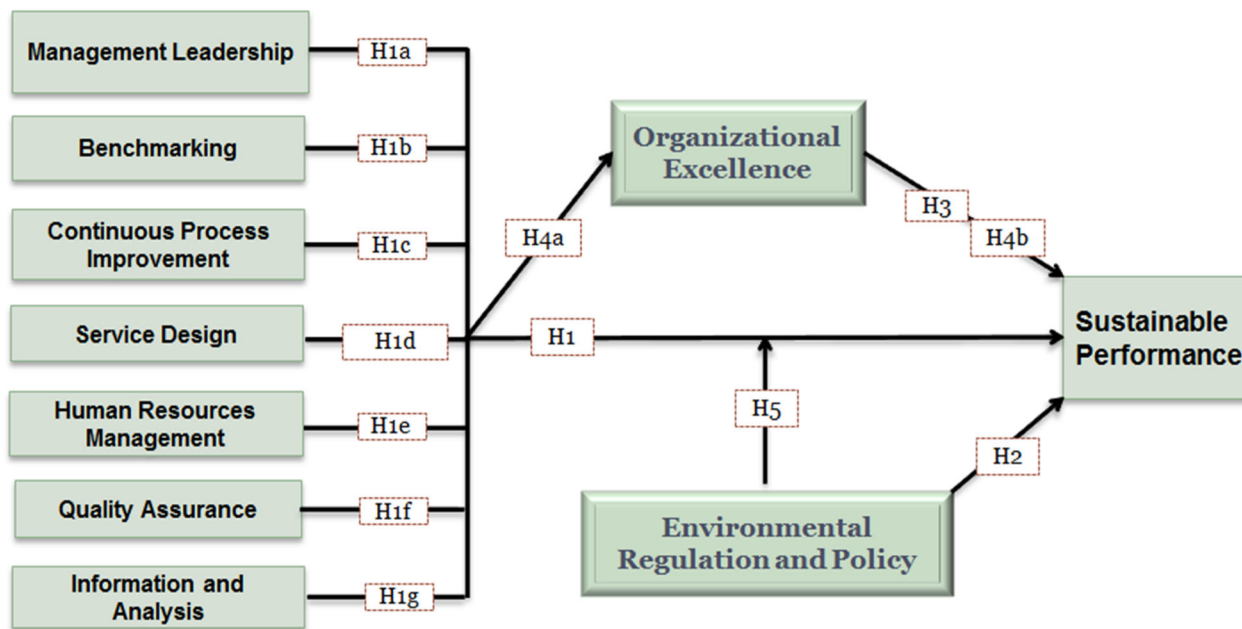 Management Leadership
H1a
Benchmarking
H1b
Continuous Process
Improvement
H1c
Service Design
H1d
Human Resources
Management
H1e
Quality Assurance
H1f
Information and
Analysis
H1g
Organizational
Excellence
H4a
H3
H4b
H1
H5
H2
Environmental
Regulation and Policy
Sustainable
Performance